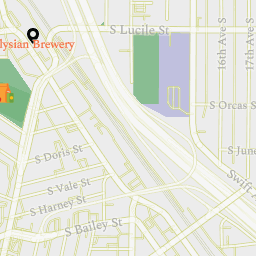 S Lucile St
lysian Brewery
16th Ave S
17th Ave S
S Orcas S
S Doris St
S June
Swift A
S Vale St
S Harney St
S Bailey St